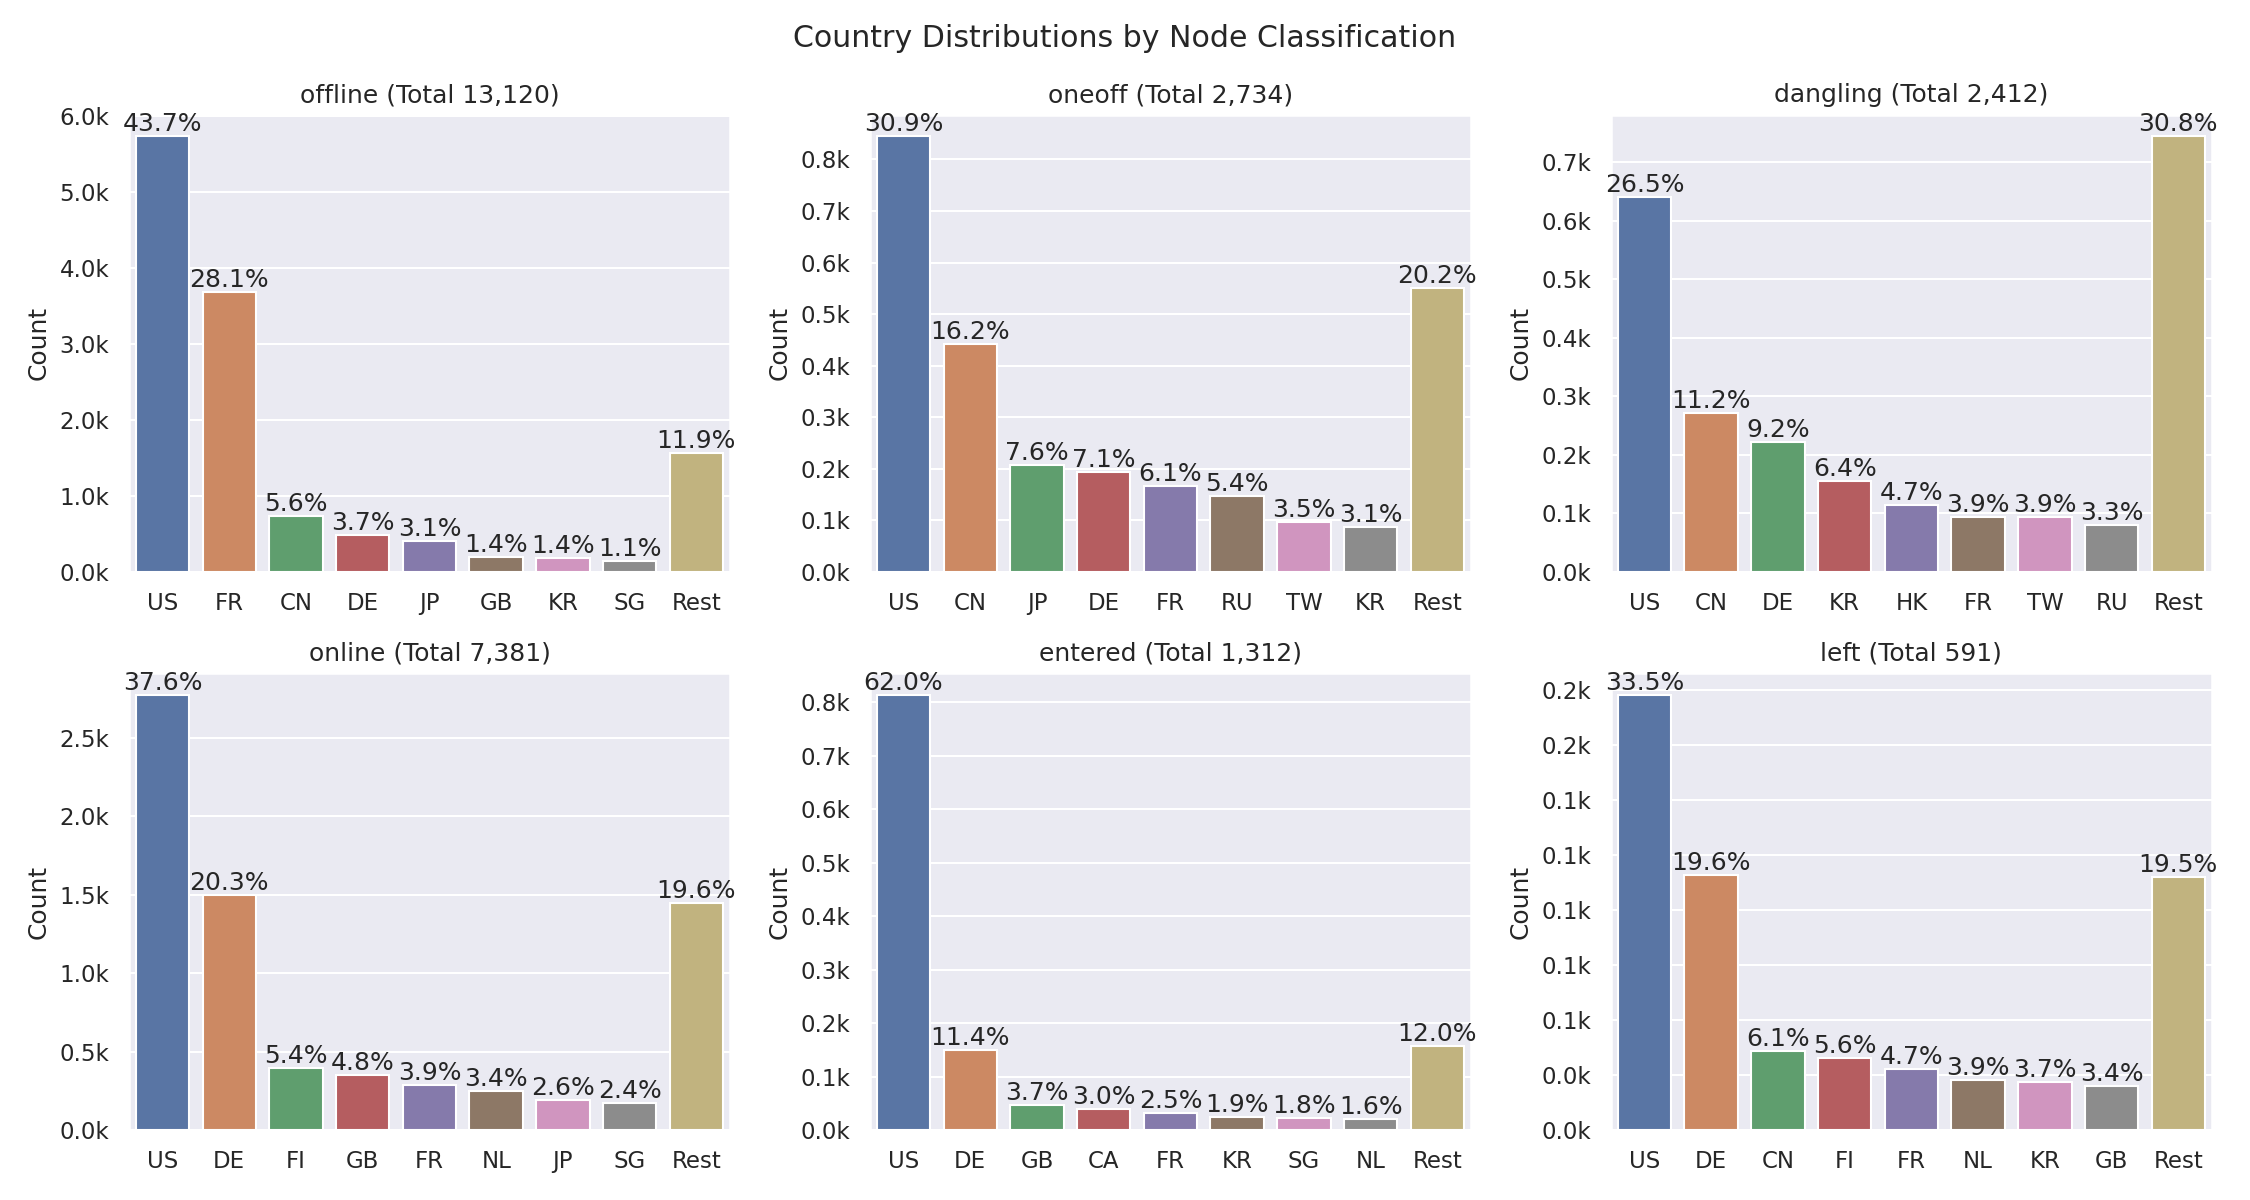 Country Distributions by Node Classification
offline (Total 13,120)
Count
6.0k
5.0k
4.0k
3.0k
2.0k
1.0k
0.0k
43.7% 28.1% 5.6% 3.7% 3.1% 1.4% 1.4% 1.1% 11.9%
US FR CN DE JP GB KR SG Rest
oneoff (Total 2,734)
Count
0.8k
0.7k
0.6k
0.5k
0.4k
0.3k
0.2k
0.1k
0.0k
30.9% 16.2% 7.6% 7.1% 6.1% 5.4% 3.5% 3.1% 20.2%
US CN JP DE FR RU TW KR Rest
dangling (Total 2,412)
Count
0.7k
0.6k
0.5k
0.4k
0.3k
0.2k
0.1k
0.0k
26.5% 11.2% 9.2% 6.4% 4.7% 3.9% 3.9% 3.3% 30.8%
US CN DE KR HK FR TW RU Rest
online (Total 7,381)
Count
2.5k
2.0k
1.5k
1.0k
0.5k
0.0k
37.6% 20.3% 5.4% 4.8% 3.9% 3.4% 2.6% 2.4% 19.6%
US DE FI GB FR NL JP SG Rest
entered (Total 1,312)
Count
0.8k
0.7k
0.6k
0.5k
0.4k
0.3k
0.2k
0.1k
0.0k
62.0% 11.4% 3.7% 3.0% 2.5% 1.9% 1.8% 1.6% 12.0%
US DE GB CA FR KR SG NL Rest
left (Total 591)
Count
0.2k
0.2k
0.1k
0.1k
0.1k
0.1k
0.1k
0.0k
0.0k
33.5% 19.6% 6.1% 5.6% 4.7% 3.9% 3.7% 3.4% 19.5%
US DE CN FI FR NL KR GB Rest